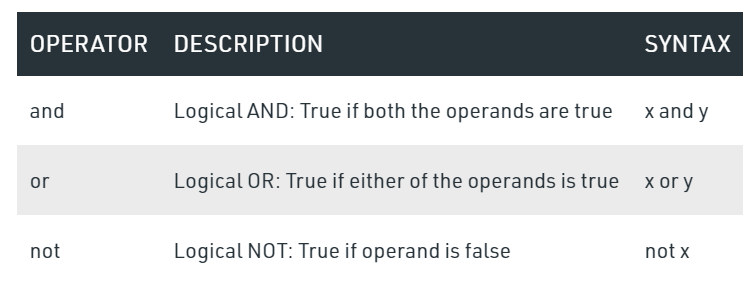 OPERATOR DESCRIPTION SYNTAX
and Logical AND: True if both the operands are true x and y
or Logical OR: True if either of the operands is true x or y
not Logical NOT: True if operand is false not x